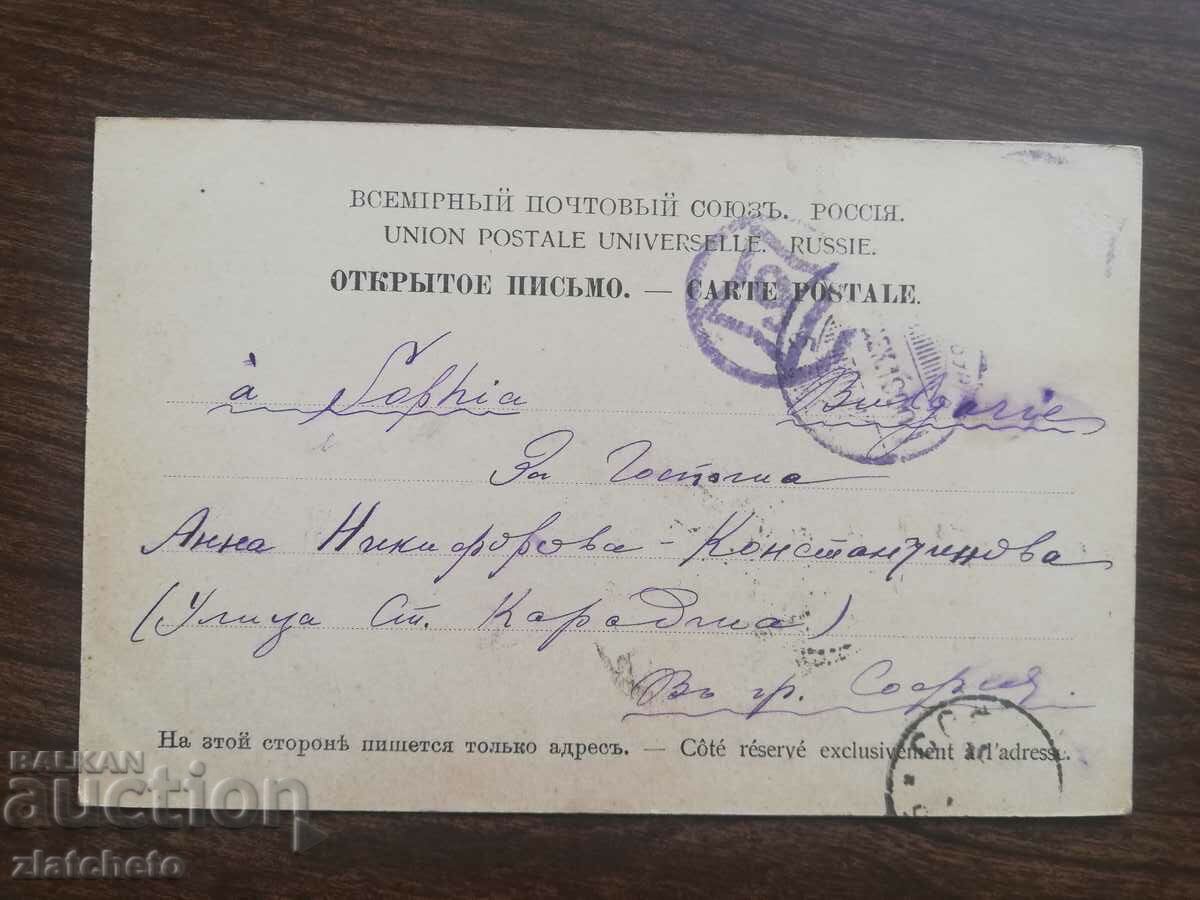 ВСЕМІРНЫЙ ПОЧТОВЫЙ СОЮЗЪ. РОССІЯ.
UNION POSTALE UNIVERSELLE. RUSSIE.
ОТКРЫТОЕ ПИСЬМО. — CARTE POSTALE.
à Sophia Bulgarie
За Госпожа
Анна Никифорова-Константинова
(Улица Ст. Караджа)
Въ гр. София.
На этой сторонѣ пишется только адресъ. — Côté réservé exclusivement à l'adresse.
BALKAN
auction
zlatcheto